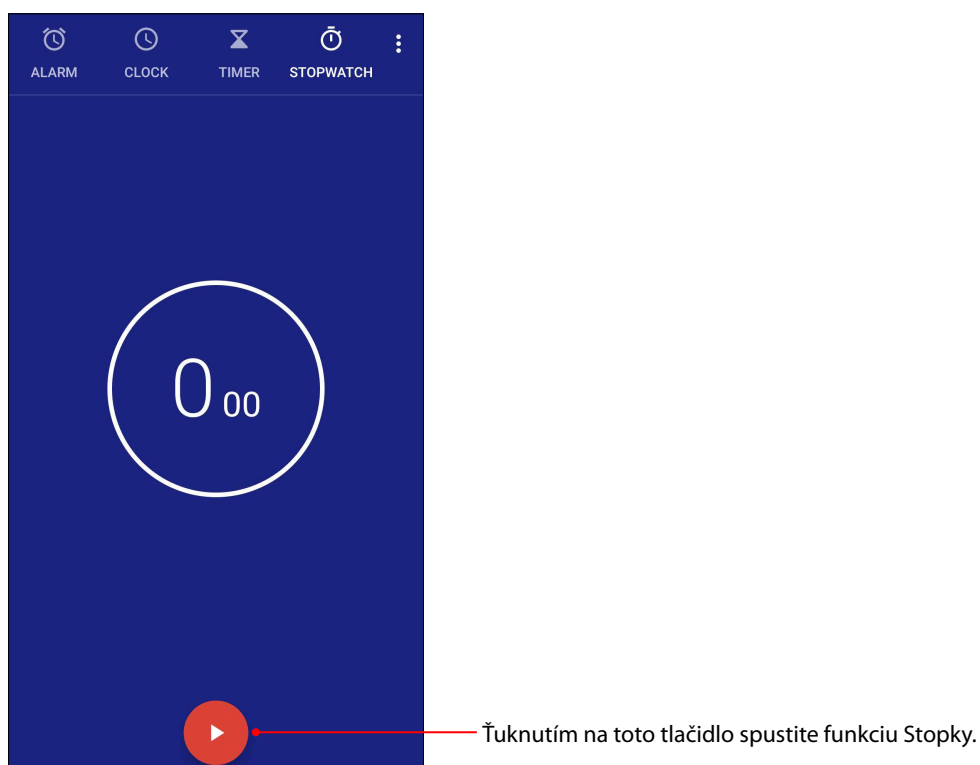 ALARM CLOCK TIMER STOPWATCH
0 00
Ťuknutím na toto tlačidlo spustite funkciu Stopky.